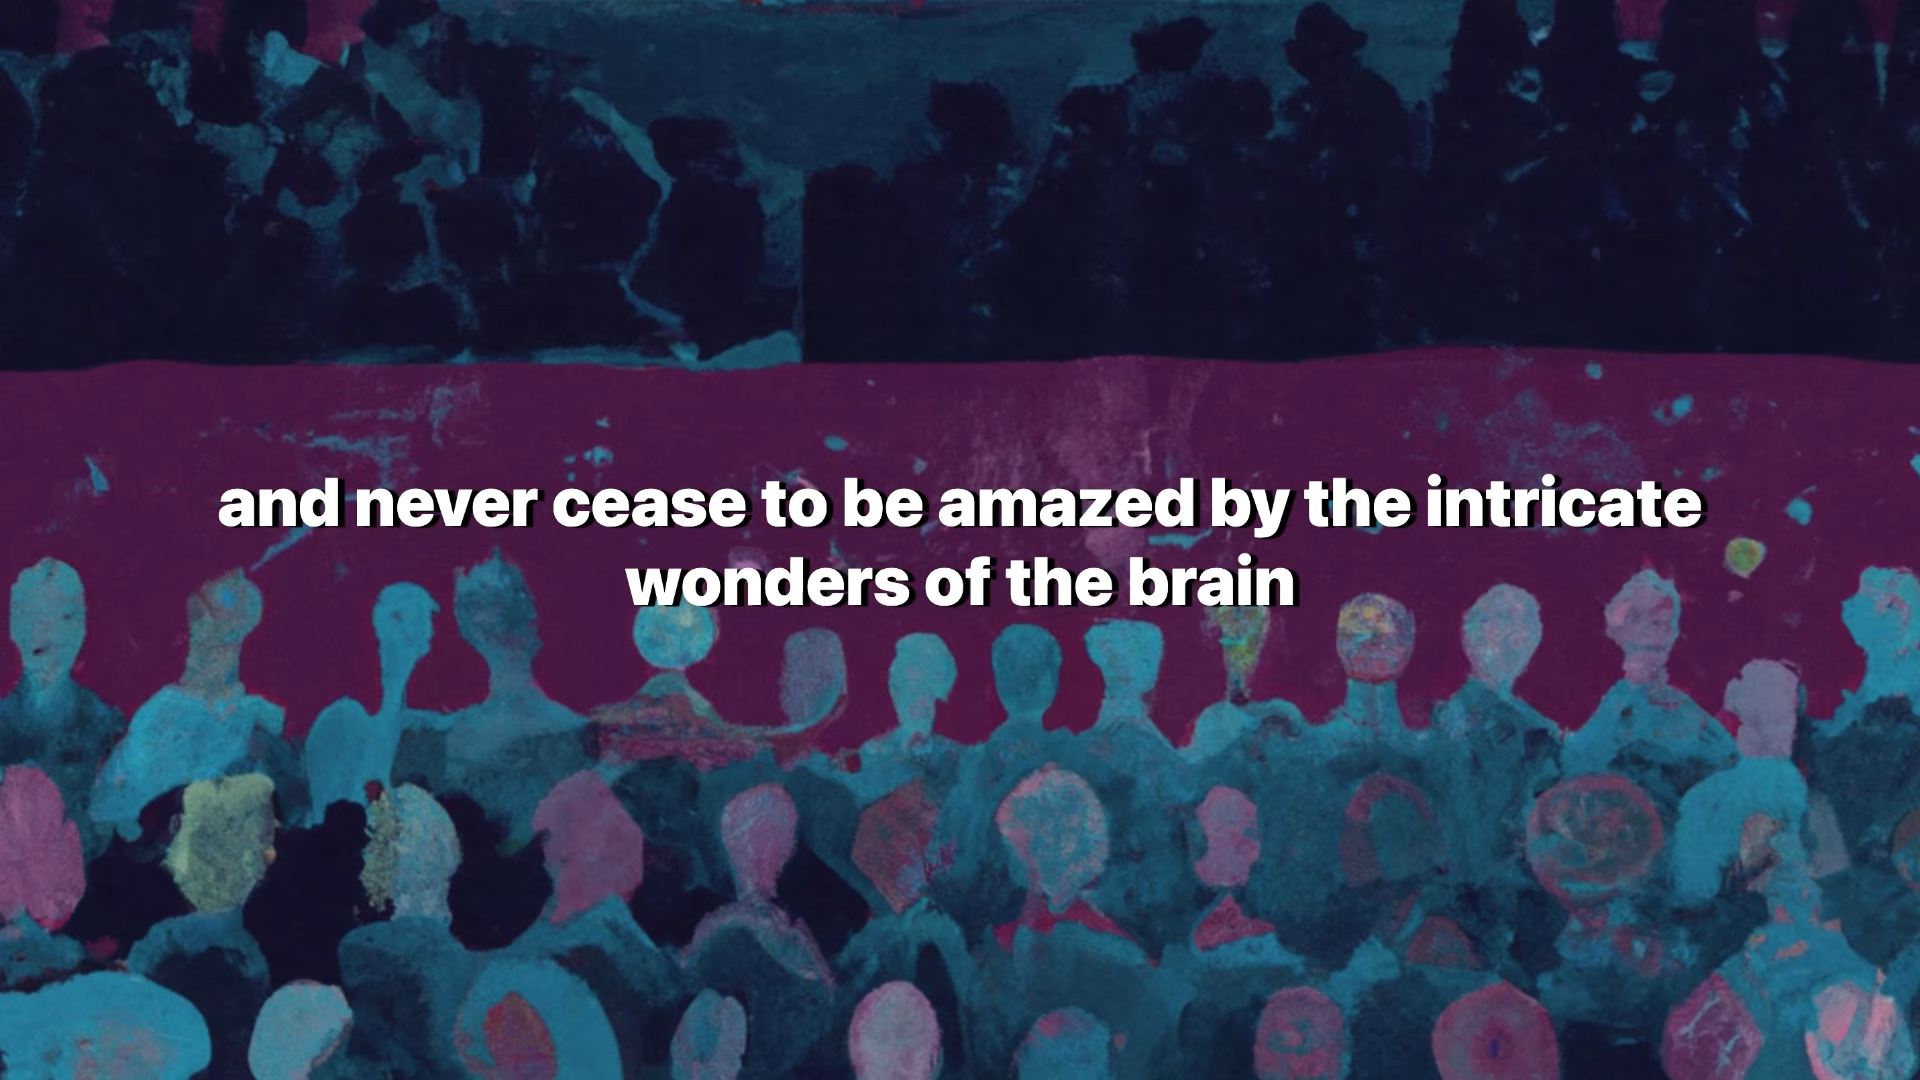 and never cease to be amazed by the intricate
wonders of the brain